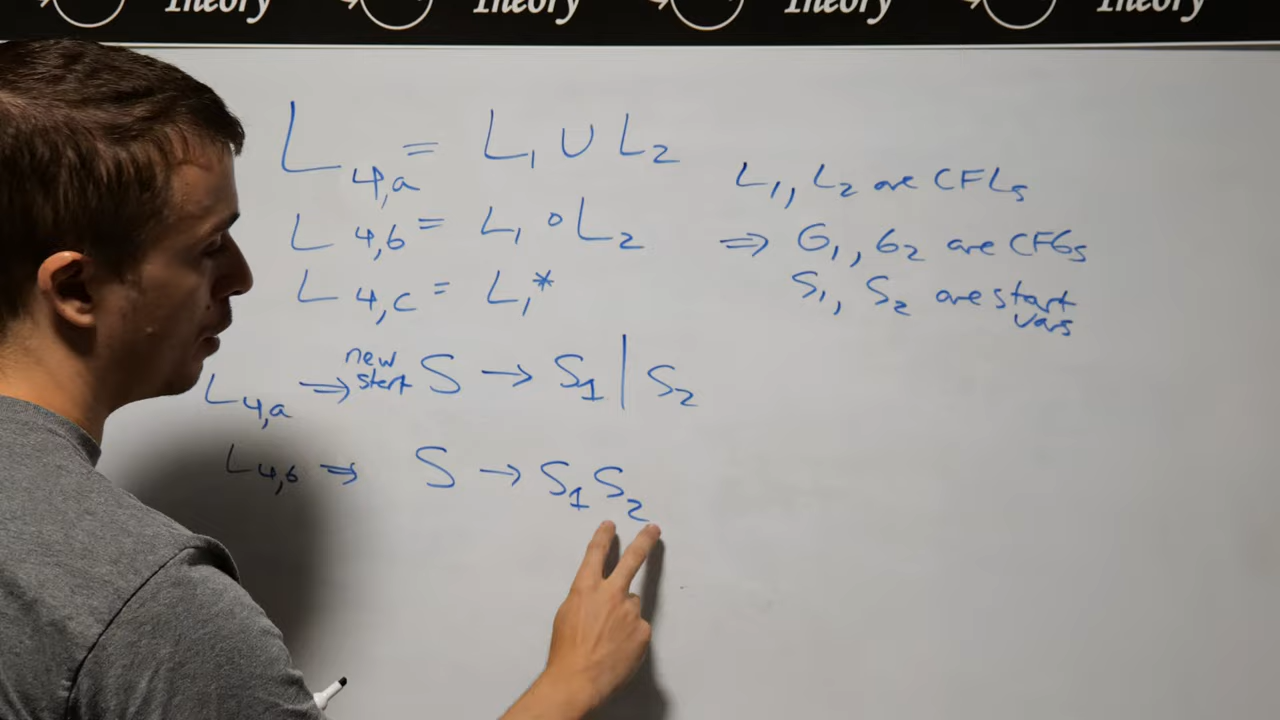 Theory Theory Theory Theory
L4,a = L1 ∪ L2
L4,b = L1 ∘ L2
L4,c = L1*
L1, L2 are CFLs
⇒ G1, G2 are CFGs
S1, S2 are start
vars
L4,a ⇒ new start S → S1 | S2
L4,b ⇒ S → S1 S2